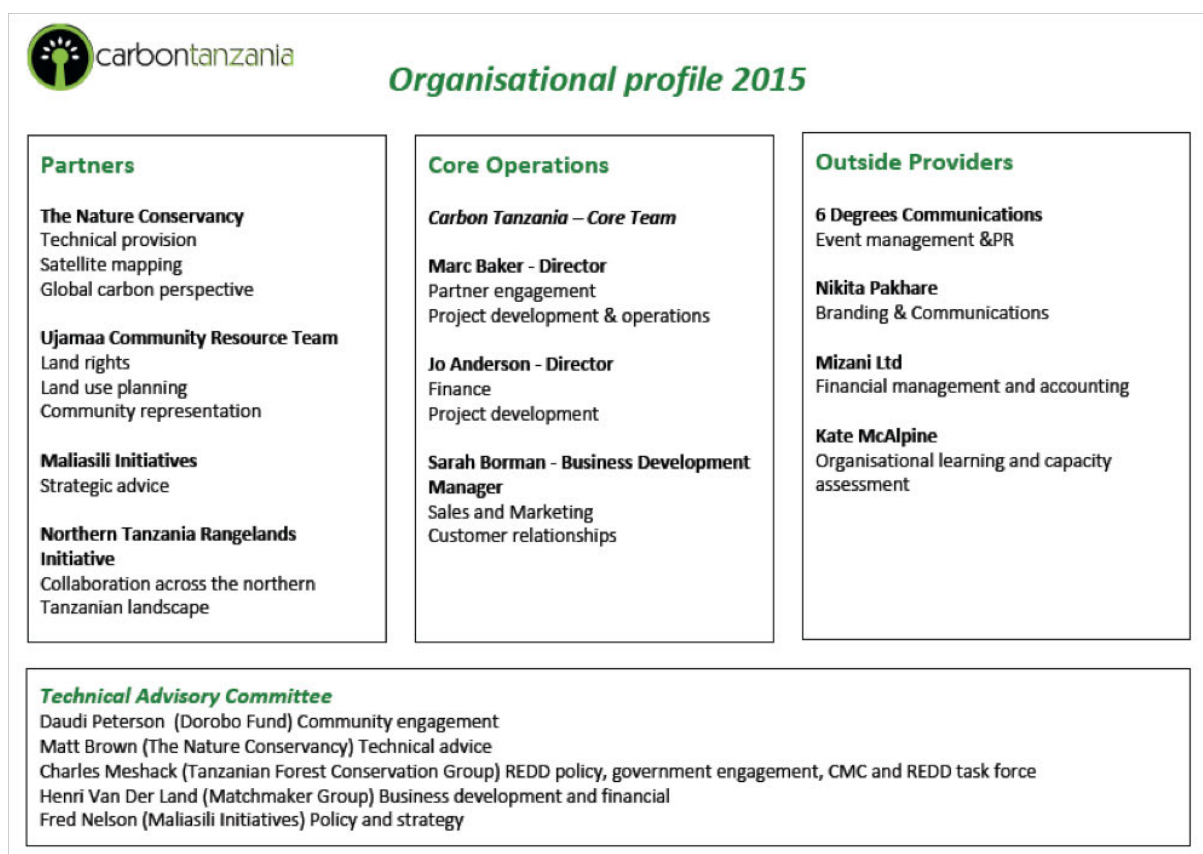 carbontanzania
Organisational profile 2015
Partners
The Nature Conservancy
Technical provision
Satellite mapping
Global carbon perspective
Ujamaa Community Resource Team
Land rights
Land use planning
Community representation
Maliasili Initiatives
Strategic advice
Northern Tanzania Rangelands
Initiative
Collaboration across the northern
Tanzanian landscape
Core Operations
Carbon Tanzania – Core Team
Marc Baker - Director
Partner engagement
Project development & operations
Jo Anderson - Director
Finance
Project development
Sarah Borman - Business Development
Manager
Sales and Marketing
Customer relationships
Outside Providers
6 Degrees Communications
Event management &PR
Nikita Pakhare
Branding & Communications
Mizani Ltd
Financial management and accounting
Kate McAlpine
Organisational learning and capacity
assessment
Technical Advisory Committee
Daudi Peterson (Dorobo Fund) Community engagement
Matt Brown (The Nature Conservancy) Technical advice
Charles Meshack (Tanzanian Forest Conservation Group) REDD policy, government engagement, CMC and REDD task force
Henri Van Der Land (Matchmaker Group) Business development and financial
Fred Nelson (Maliasili Initiatives) Policy and strategy